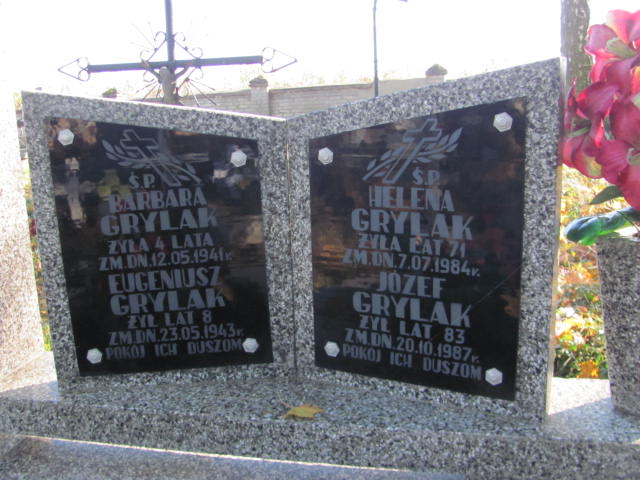 Ś.P.
BARBARA
GRYLAK
ŻYŁA 4 LATA
ZM.DN.12.05.1941r.
EUGENIUSZ
GRYLAK
ŻYŁ LAT 8
ZM.DN.23.05.1943r.
POKÓJ ICH DUSZOM
Ś.P.
HELENA
GRYLAK
ŻYŁA LAT 71
ZM.DN.7.07.1984r.
JÓZEF
GRYLAK
ŻYŁ LAT 83
ZM.DN.20.10.1987r.
POKÓJ ICH DUSZOM